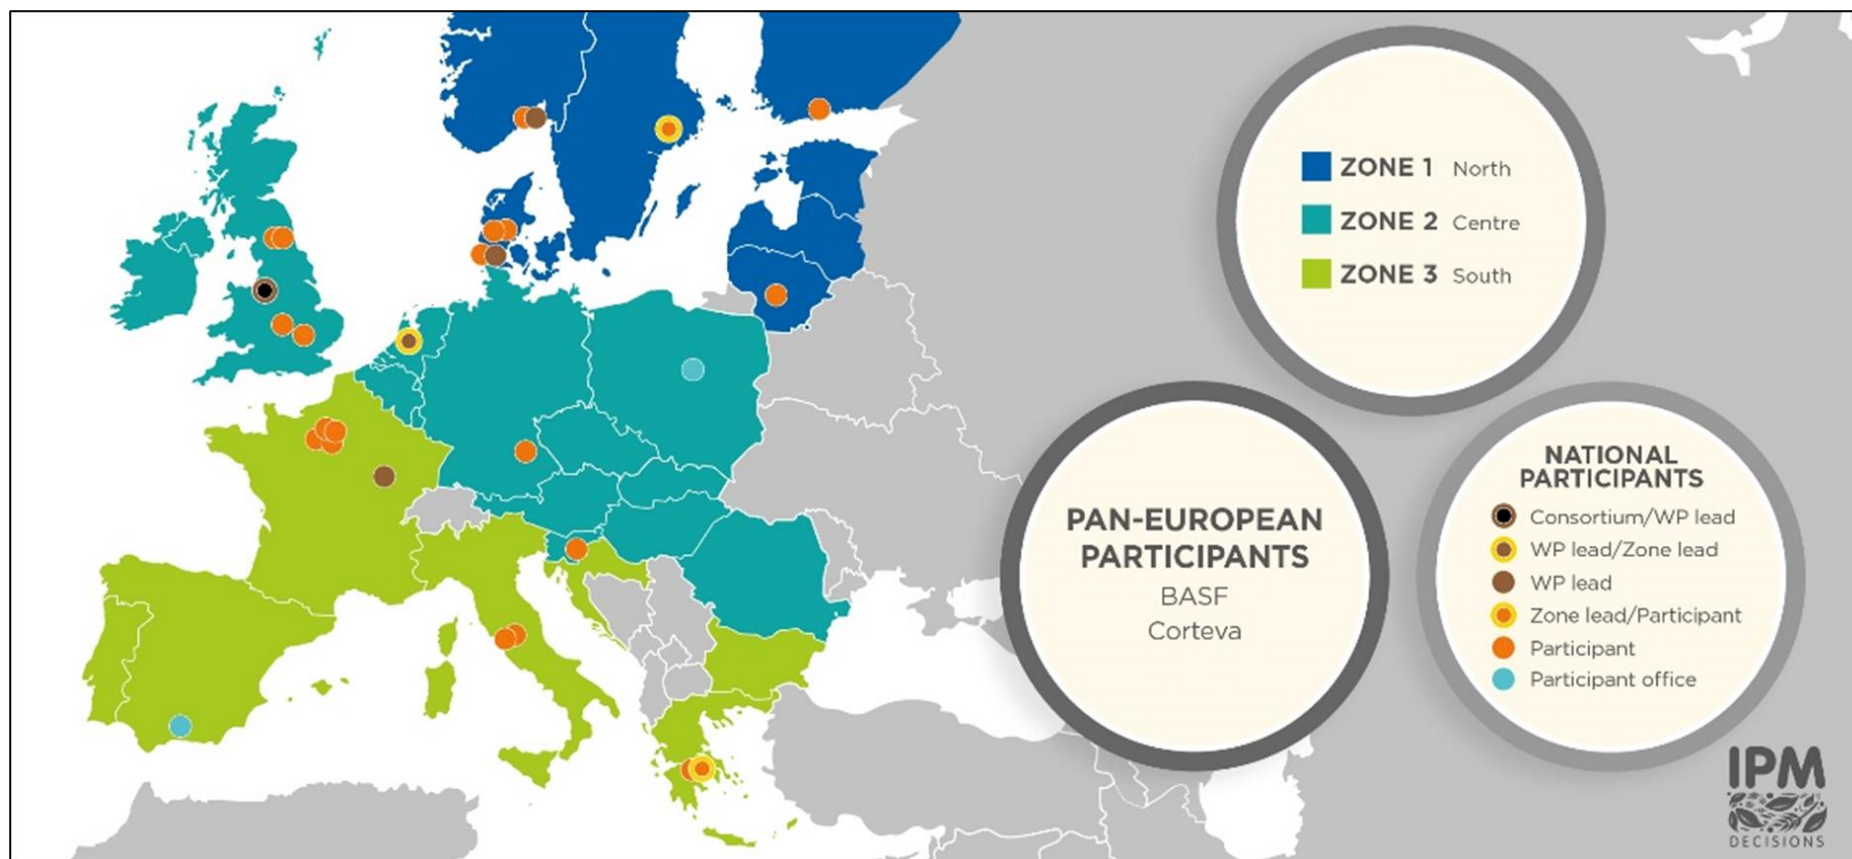 ZONE 1 North
ZONE 2 Centre
ZONE 3 South
PAN-EUROPEAN
PARTICIPANTS
BASF
Corteva
NATIONAL
PARTICIPANTS
Consortium/WP lead
WP lead/Zone lead
WP lead
Zone lead/Participant
Participant
Participant office
IPM
DECISIONS